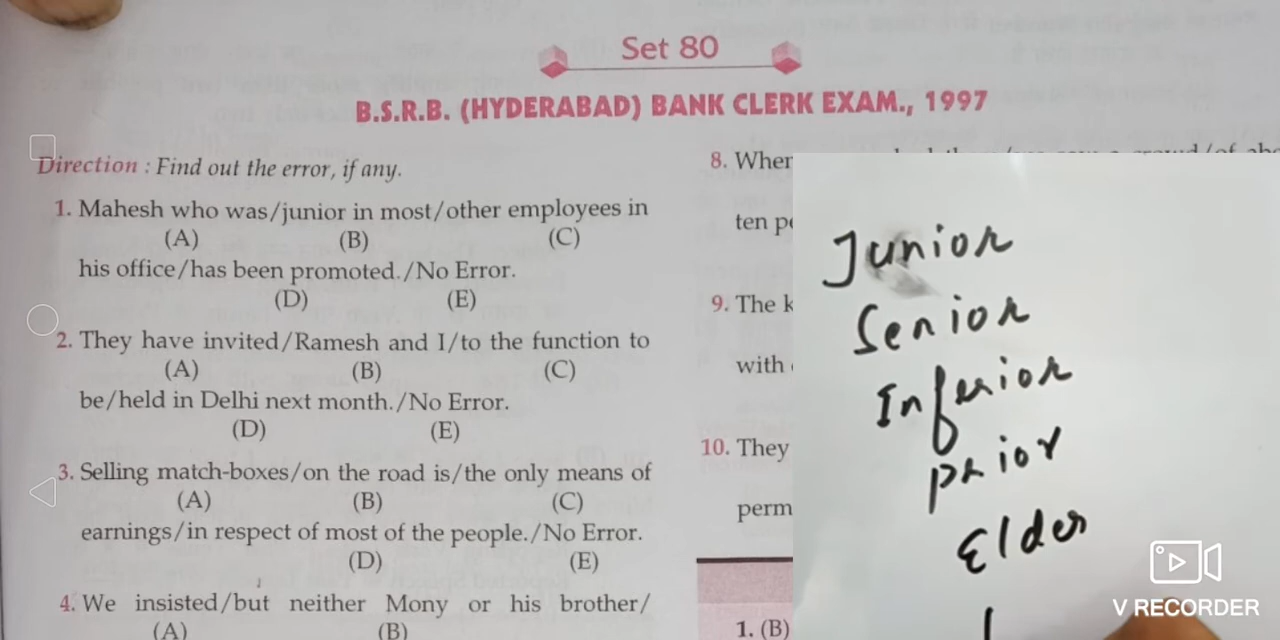 Set 80
B.S.R.B. (HYDERABAD) BANK CLERK EXAM., 1997
Direction : Find out the error, if any.
1. Mahesh who was/junior in most/other employees in
(A) (B) (C)
his office/has been promoted./No Error.
(D) (E)
2. They have invited/Ramesh and I/to the function to
(A) (B) (C)
be/held in Delhi next month./No Error.
(D) (E)
3. Selling match-boxes/on the road is/the only means of
(A) (B) (C)
earnings/in respect of most of the people./No Error.
(D) (E)
4. We insisted/but neither Mony or his brother/
(A) (B)
8. When
ten
9. The
with
10. They
perm
1. (B)
Junior
Senior
Inferior
Prior
Elder
V RECORDER